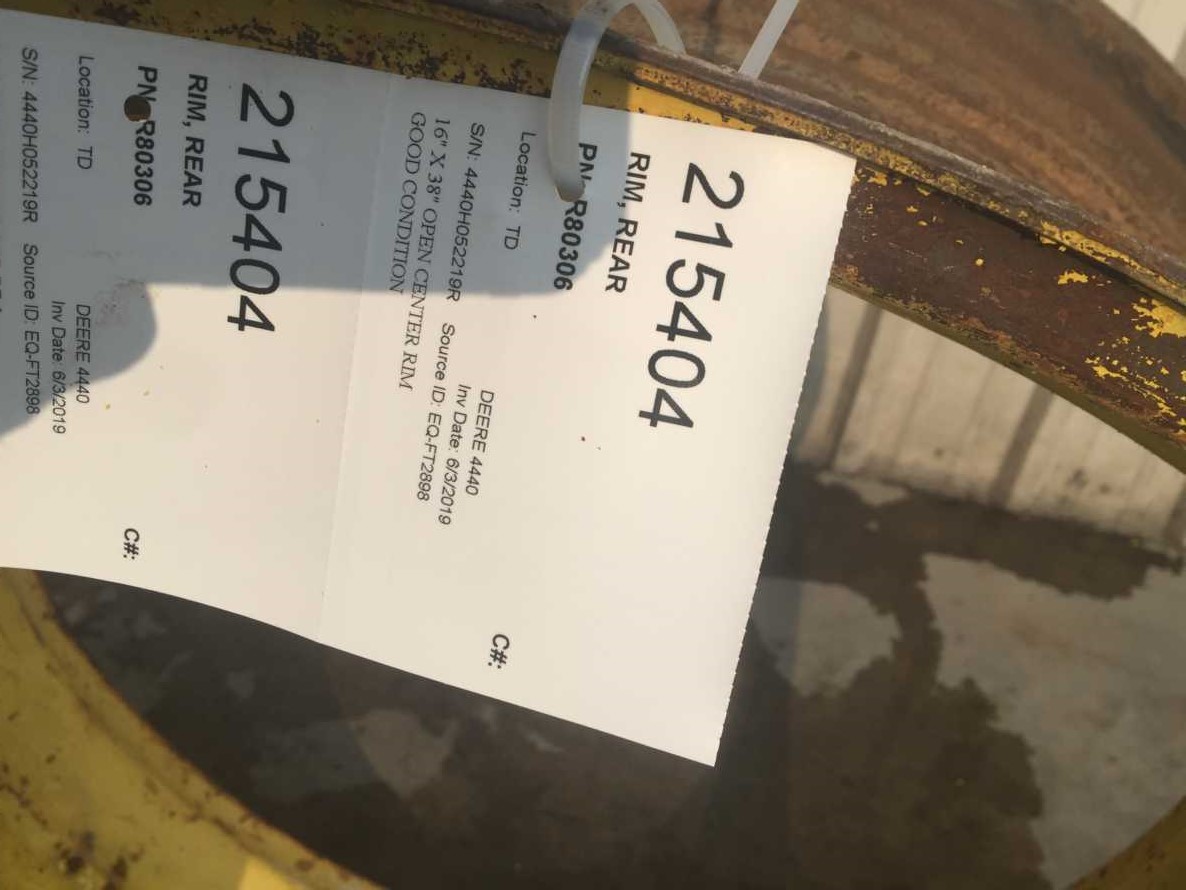 215404
RIM, REAR
PN: R80306
Location: TD
DEERE 4440
Inv Date: 6/3/2019
S/N: 4440H052219R Source ID: EQ-FT2898
16" X 38" OPEN CENTER RIM
GOOD CONDITION
C#:
215404
RIM, REAR
PN: R80306
Location: TD
DEERE 4440
Inv Date: 6/3/2019
S/N: 4440H052219R Source ID: EQ-FT2898
C#: